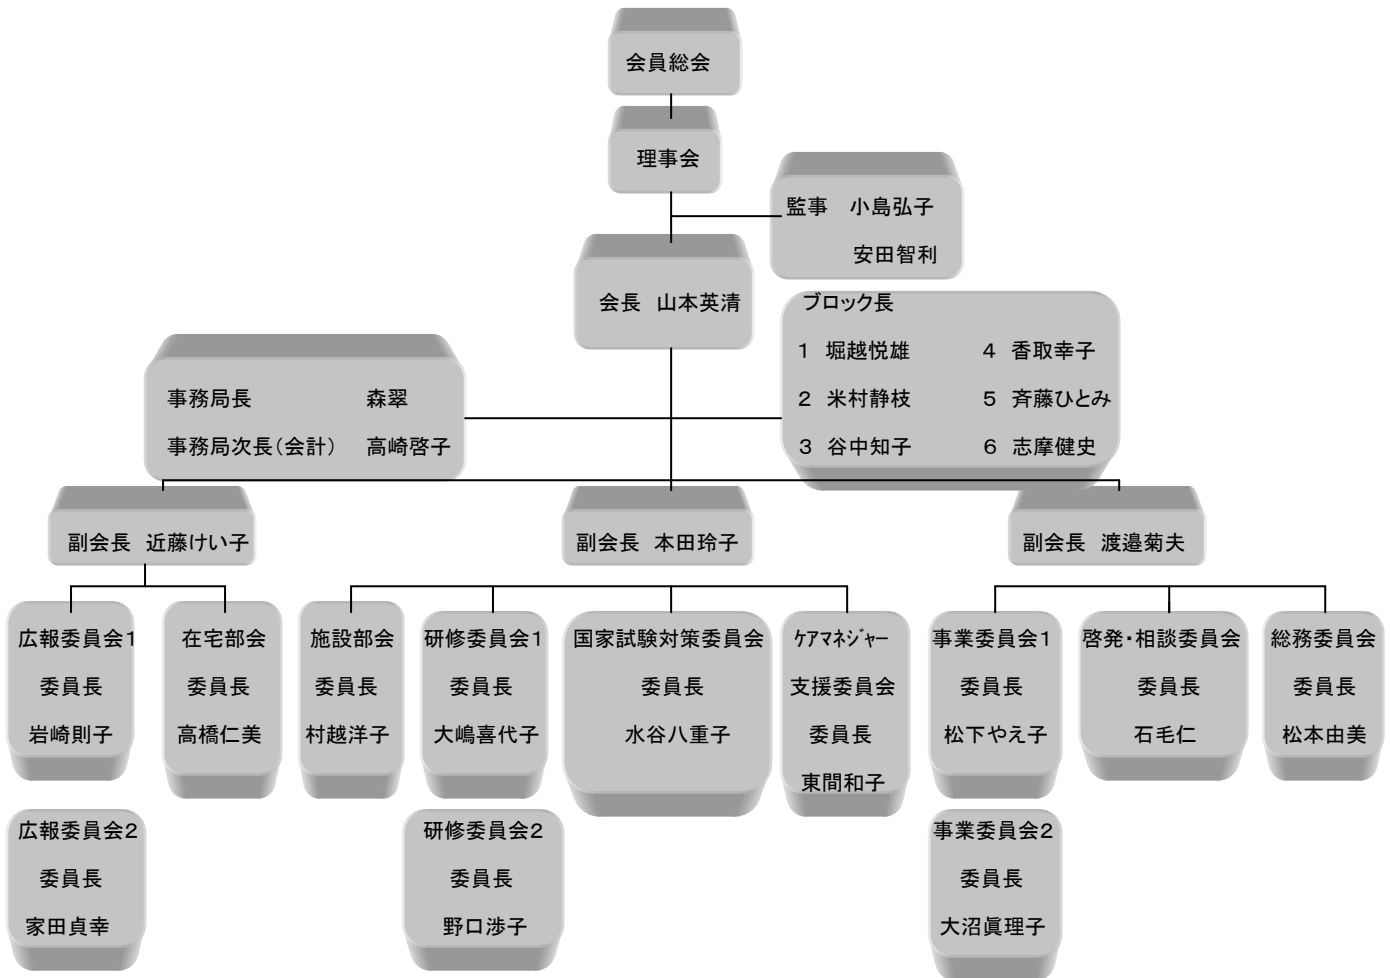 会員総会
理事会
監事　小島弘子
安田智利
会長　山本英清
ブロック長
1　堀越悦雄　4　香取幸子
2　米村静枝　5　斉藤ひとみ
3　谷中知子　6　志摩健史
事務局長　森翠
事務局次長(会計)　高崎啓子
副会長　近藤けい子
副会長　本田玲子
副会長　渡邉菊夫
広報委員会1
委員長
岩崎則子
在宅部会
委員長
高橋仁美
施設部会
委員長
村越洋子
研修委員会1
委員長
大嶋喜代子
国家試験対策委員会
委員長
水谷八重子
ｹｱﾏﾈｼﾞｬｰ
支援委員会
委員長
東間和子
事業委員会1
委員長
松下やえ子
啓発・相談委員会
委員長
石毛仁
総務委員会
委員長
松本由美
広報委員会2
委員長
家田貞幸
研修委員会2
委員長
野口渉子
事業委員会2
委員長
大沼眞理子